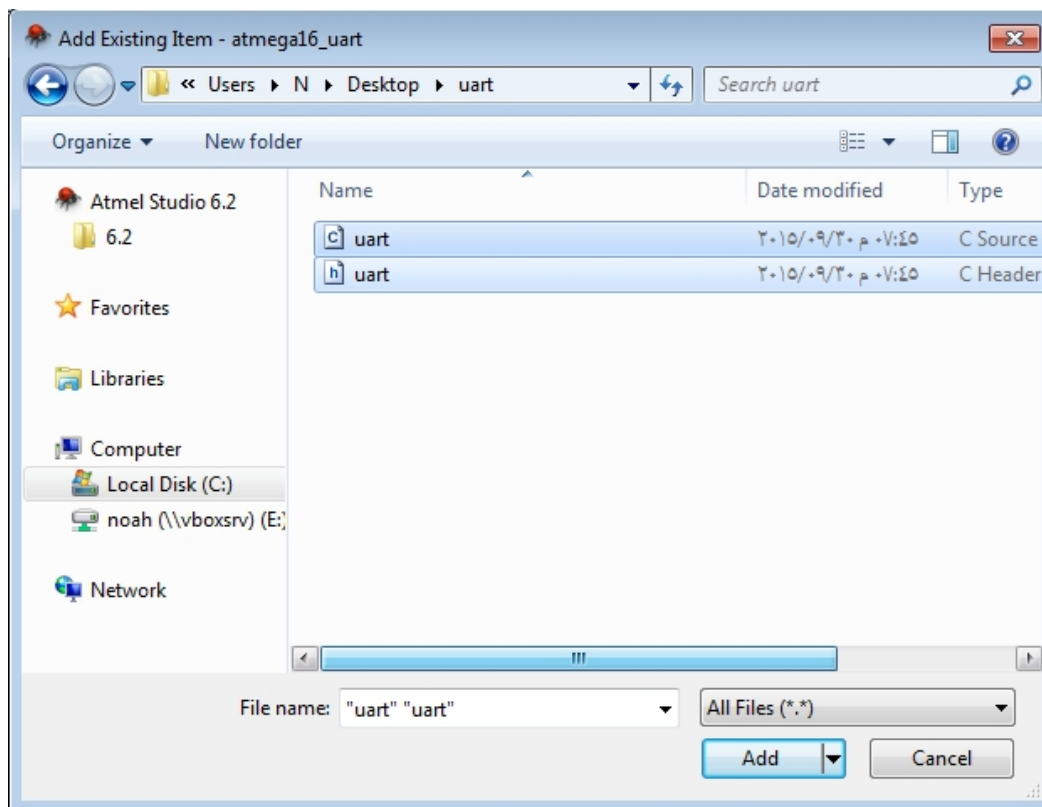 Add Existing Item - atmega16_uart
« Users ▸ N ▸ Desktop ▸ uart
Search uart
Organize ▾ New folder
Name Date modified Type
Atmel Studio 6.2
6.2
Favorites
Libraries
Computer
Local Disk (C:)
noah (\\vboxsrv) (E:)
Network
uart ٢٠١٥/٠٩/٣٠ م ٠٧:٤٥ C Source
uart ٢٠١٥/٠٩/٣٠ م ٠٧:٤٥ C Header
File name: "uart" "uart"
All Files (*.*)
Add Cancel